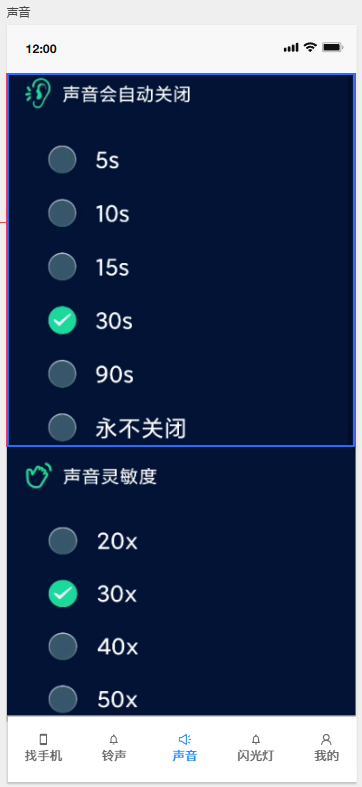 声音
12:00
声音会自动关闭
5s
10s
15s
30s
90s
永不关闭
声音灵敏度
20x
30x
40x
50x
找手机 铃声 声音 闪光灯 我的